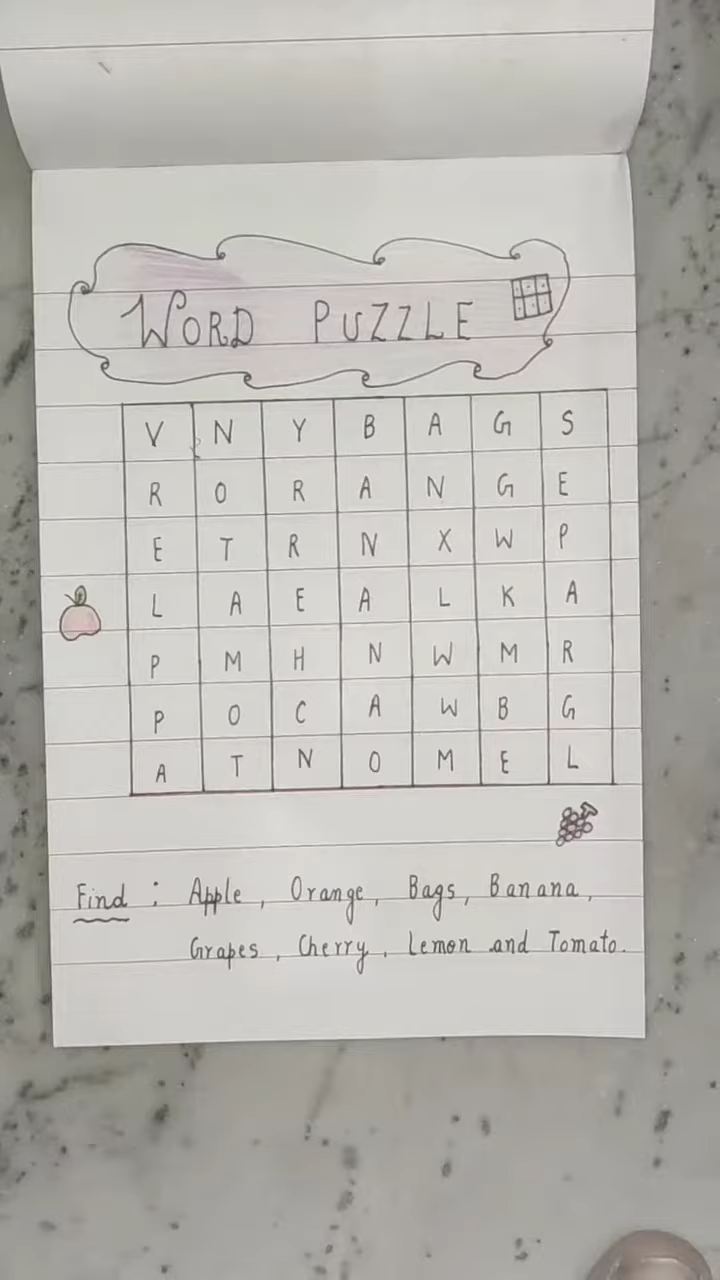 WORD PUZZLE
V N Y B A G S
R O R A N G E
E T R N X W P
L A E A L K A
P M H N W M R
P O C A W B G
A T N O M E L
Find : Apple, Orange, Bags, Banana,
Grapes, Cherry, Lemon and Tomato.